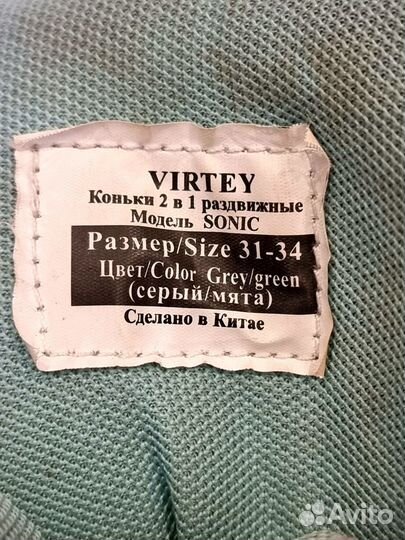 VIRTEY
Коньки 2 в 1 раздвижные
Модель SONIC
Размер/Size 31-34
Цвет/Color Grey/green
(серый/мята)
Сделано в Китае
Avito